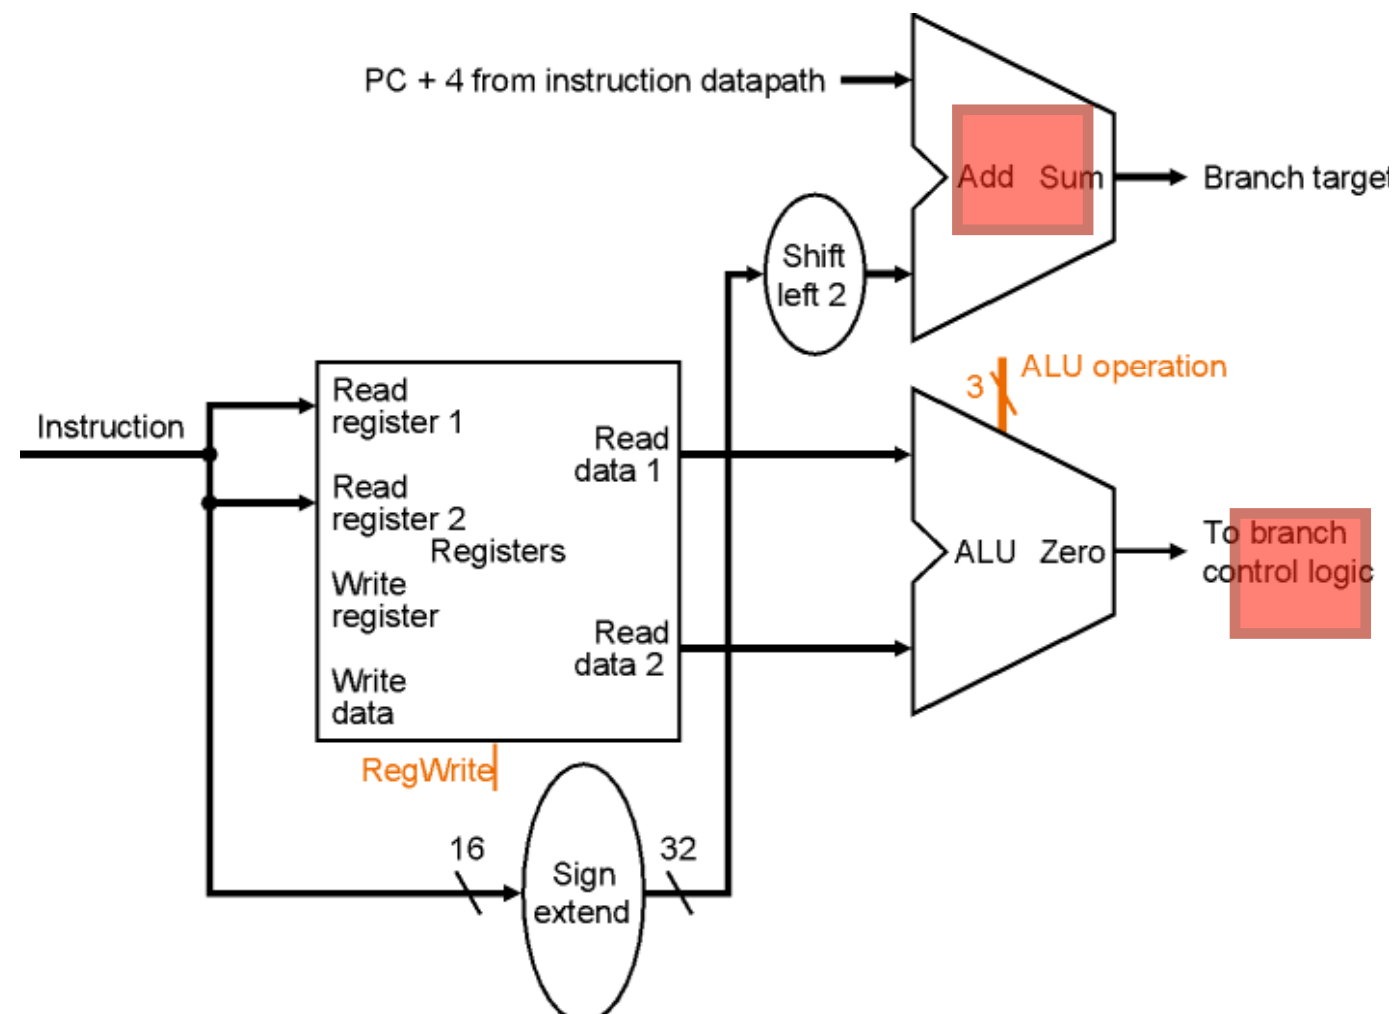 PC + 4 from instruction datapath
Add Sum
Branch target
Shift
left 2
3
ALU operation
Instruction
Read
register 1
Read
register 2
Registers
Write
register
Write
data
Read
data 1
Read
data 2
ALU Zero
To branch
control logic
RegWrite
16
Sign
extend
32